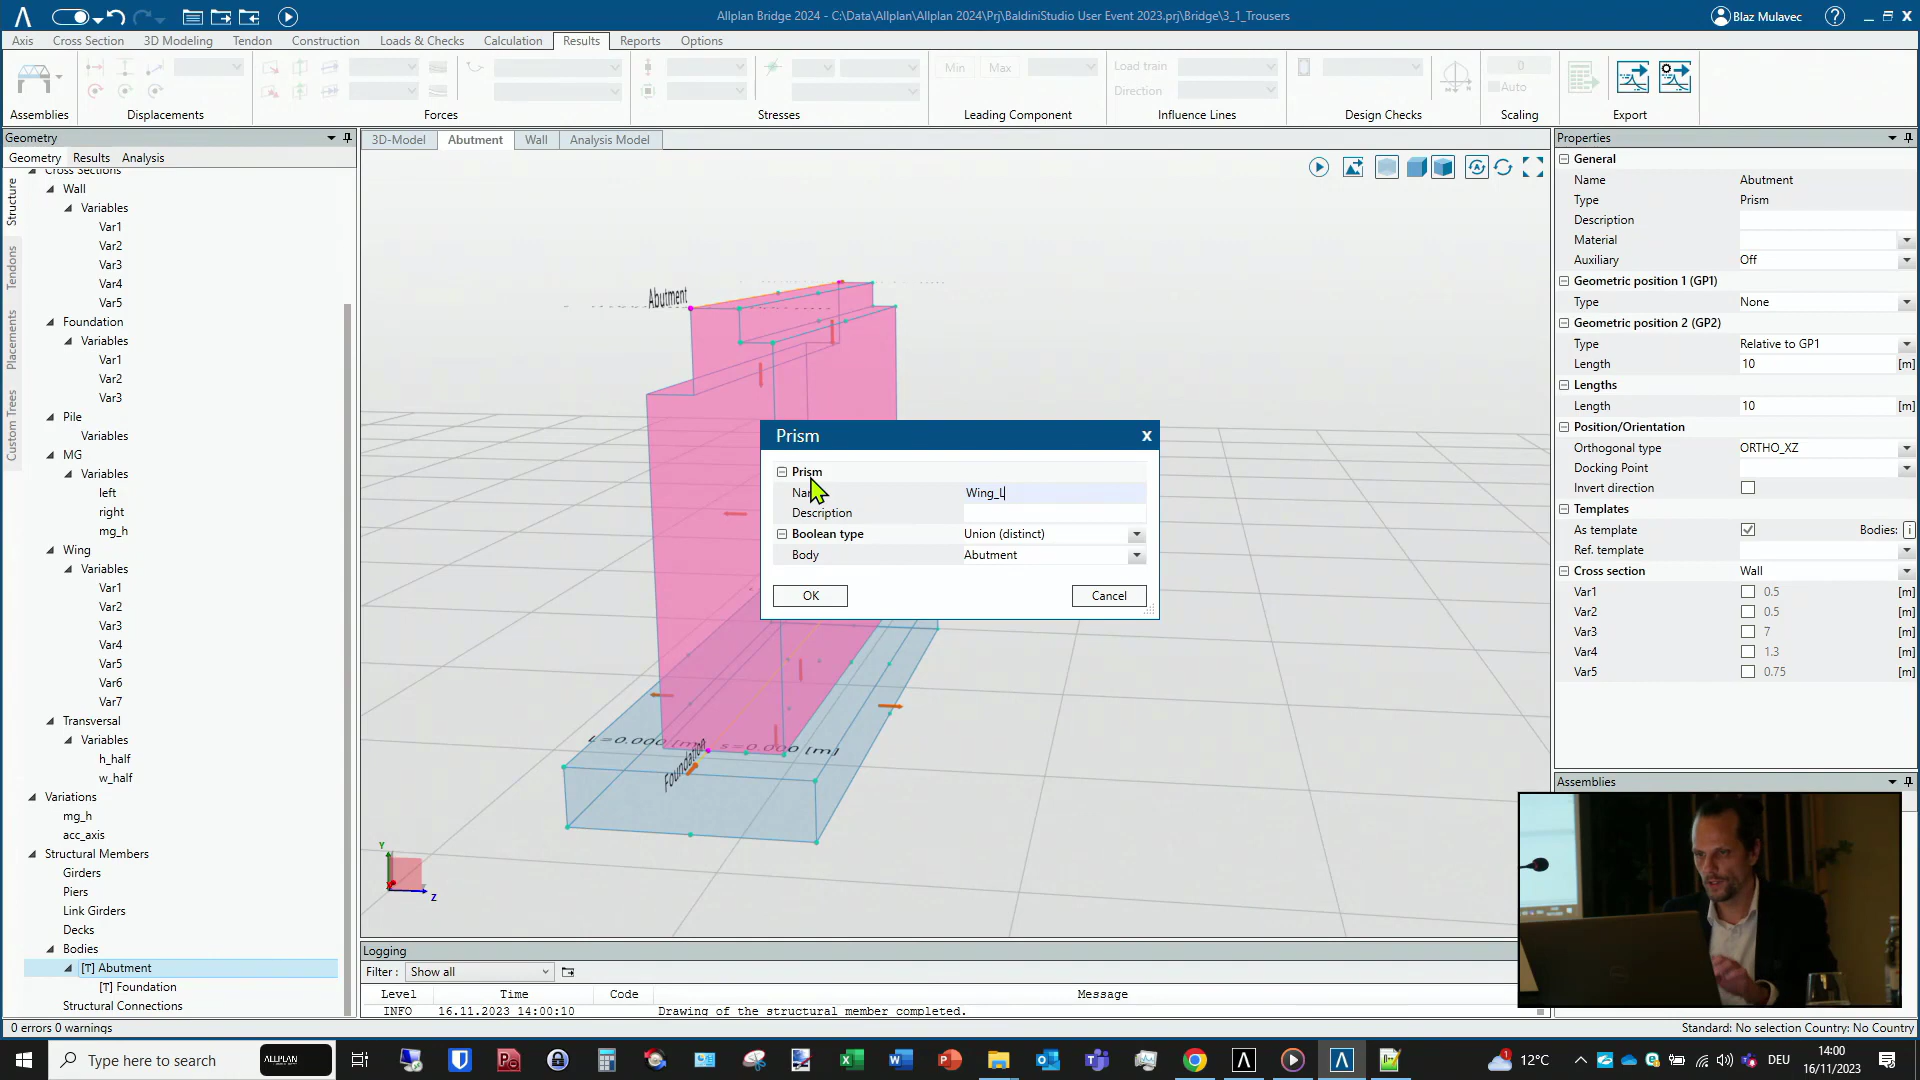 Allplan Bridge 2024 - C:\Data\Allplan\Allplan 2024\Prj\BaldiniStudio User Event 2023.prj\Bridge\3_1_Trousers
Blaz Mulavec
Axis Cross Section 3D Modeling Tendon Construction Loads & Checks Calculation Results Reports Options
Min Max Load train
Direction
0
Auto
Assemblies Displacements Forces Stresses Leading Component Influence Lines Design Checks Scaling Export
Geometry
Geometry Results Analysis
Structure
Tendons
Placements
Custom Trees
Cross Sections
Wall
Variables
Var1
Var2
Var3
Var4
Var5
Foundation
Variables
Var1
Var2
Var3
Pile
Variables
MG
Variables
left
right
mg_h
Wing
Variables
Var1
Var2
Var3
Var4
Var5
Var6
Var7
Transversal
Variables
h_half
w_half
Variations
mg_h
acc_axis
Structural Members
Girders
Piers
Link Girders
Decks
Bodies
[T] Abutment
[T] Foundation
Structural Connections
3D-Model Abutment Wall Analysis Model
Abutment
L=0.000 [m] s=0.000 [m]
Foundation
Y
Z
Prism X
Prism
Name Wing_L
Description
Boolean type Union (distinct)
Body Abutment
OK Cancel
Properties
General
Name Abutment
Type Prism
Description
Material
Auxiliary Off
Geometric position 1 (GP1)
Type None
Geometric position 2 (GP2)
Type Relative to GP1
Length 10 [m]
Lengths
Length 10 [m]
Position/Orientation
Orthogonal type ORTHO_XZ
Docking Point
Invert direction
Templates
As template Bodies: i
Ref. template
Cross section Wall
Var1 0.5 [m]
Var2 0.5 [m]
Var3 7 [m]
Var4 1.3 [m]
Var5 0.75 [m]
Assemblies
Logging
Filter : Show all
Level Time Code Message
INFO 16.11.2023 14:00:10 Drawing of the structural member completed.
0 errors 0 warnings
Standard: No selection Country: No Country
Type here to search
ALLPLAN
12°C
DEU
14:00
16/11/2023